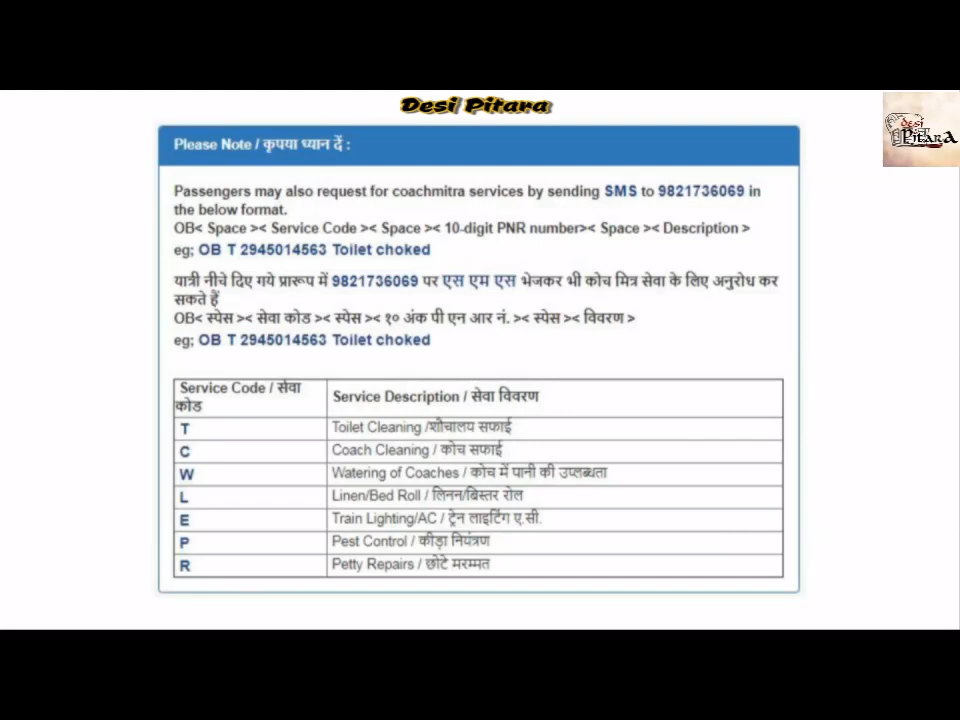 Desi Pitara
desi
PitarA
Please Note / कृपया ध्यान दें :
Passengers may also request for coachmitra services by sending SMS to 9821736069 in
the below format.
OB< Space >< Service Code >< Space >< 10-digit PNR number>< Space >< Description >
eg; OB T 2945014563 Toilet choked
यात्री नीचे दिए गये प्रारूप में 9821736069 पर एस एम एस भेजकर भी कोच मित्र सेवा के लिए अनुरोध कर
सकते हैं
OB< स्पेस >< सेवा कोड >< स्पेस >< १० अंक पी एन आर नं. >< स्पेस >< विवरण >
eg; OB T 2945014563 Toilet choked
Service Code / सेवा
कोड
Service Description / सेवा विवरण
T Toilet Cleaning /शौचालय सफाई
C Coach Cleaning / कोच सफाई
W Watering of Coaches / कोच में पानी की उप्लब्धता
L Linen/Bed Roll / लिनन/बिस्तर रोल
E Train Lighting/AC / ट्रेन लाइटिंग ए.सी.
P Pest Control / कीड़ा नियंत्रण
R Petty Repairs / छोटे मरम्मत